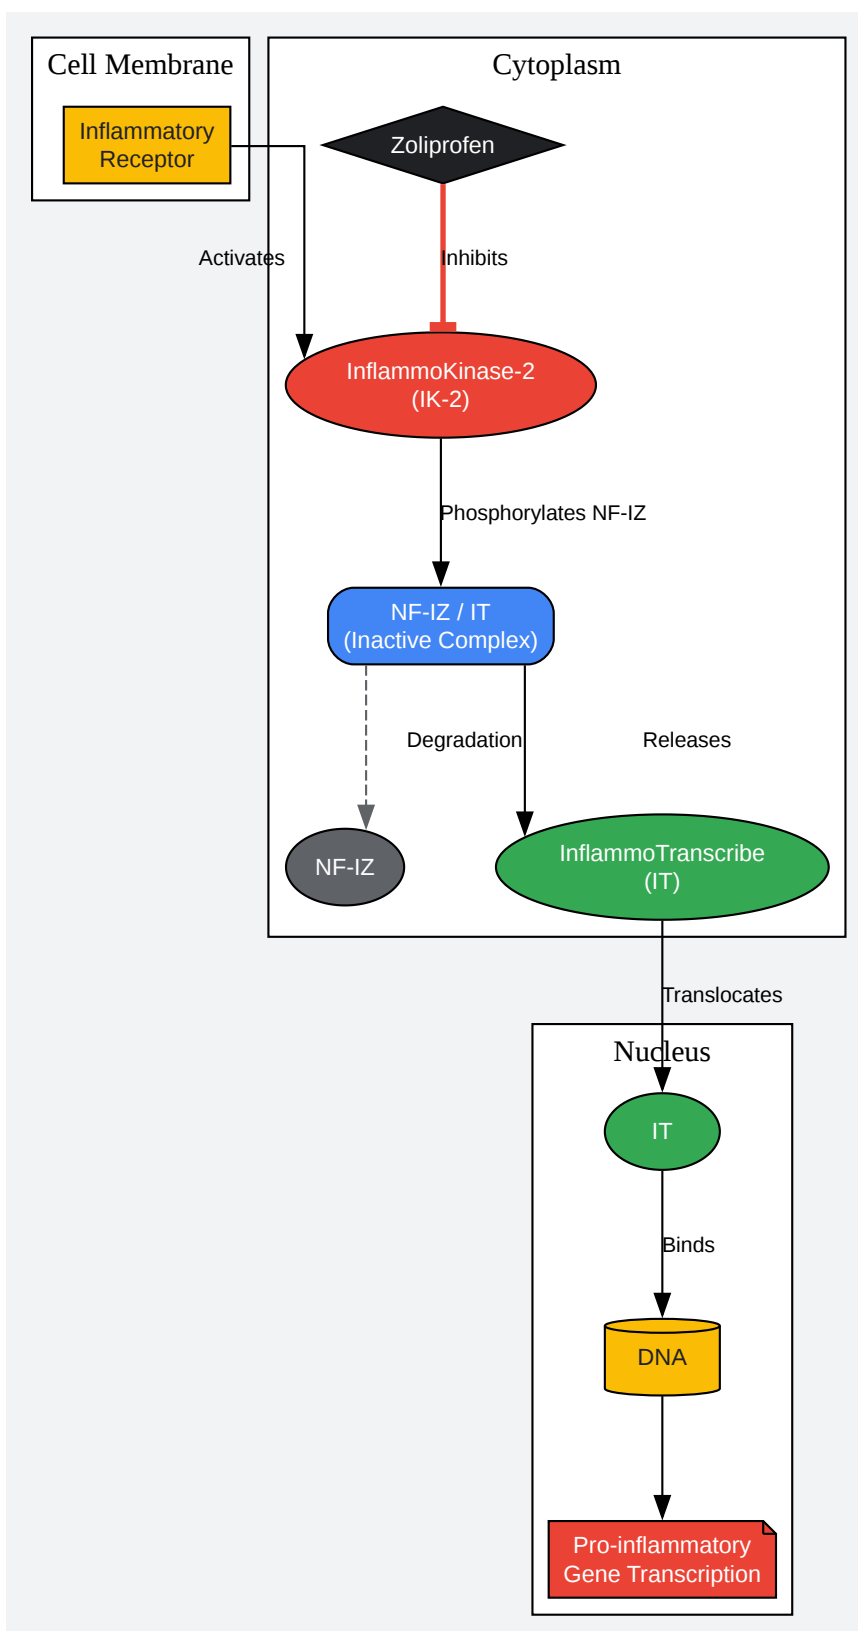 Cell Membrane
Cytoplasm
Inflammatory
Receptor
Zoliprofen
Activates
Inhibits
InflammoKinase-2
(IK-2)
Phosphorylates NF-IZ
NF-IZ / IT
(Inactive Complex)
Degradation
Releases
NF-IZ
InflammoTranscribe
(IT)
Translocates
Nucleus
IT
Binds
DNA
Pro-inflammatory
Gene Transcription